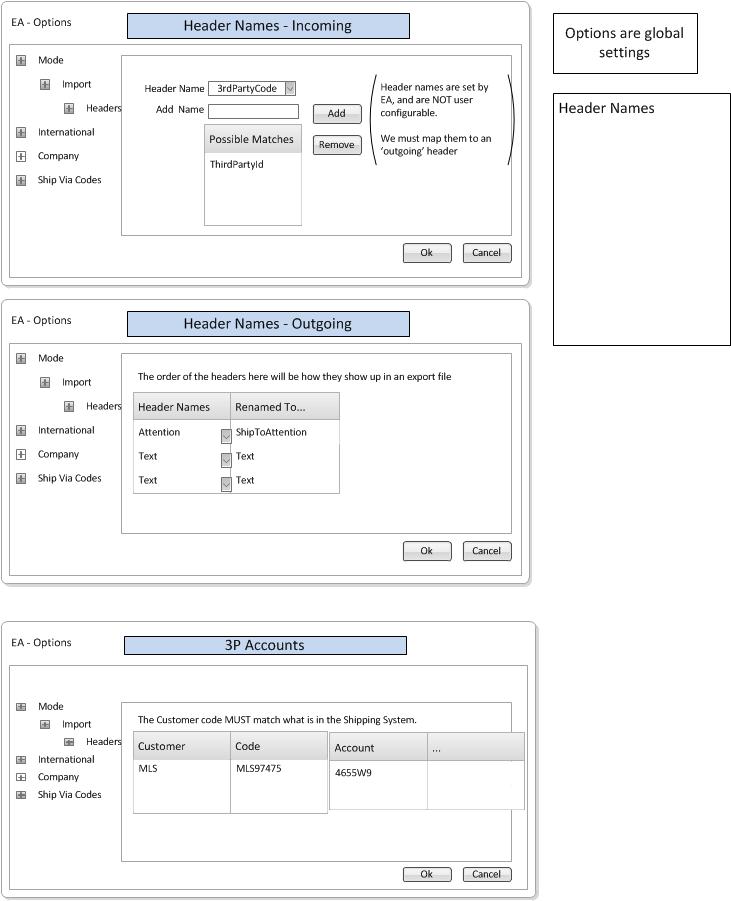 EA - Options
Header Names - Incoming
Mode
Import
Headers
International
Company
Ship Via Codes
Header Name
3rdPartyCode
Add Name
Add
Possible Matches
Remove
ThirdPartyId
Header names are set by
EA, and are NOT user
configurable.
We must map them to an
'outgoing' header
Ok
Cancel
Options are global
settings
Header Names
EA - Options
Header Names - Outgoing
Mode
Import
Headers
International
Company
Ship Via Codes
The order of the headers here will be how they show up in an export file
Header Names
Renamed To...
Attention
ShipToAttention
Text
Text
Text
Text
Ok
Cancel
EA - Options
3P Accounts
Mode
Import
Headers
International
Company
Ship Via Codes
The Customer code MUST match what is in the Shipping System.
Customer
Code
Account
...
MLS
MLS97475
4655W9
Ok
Cancel